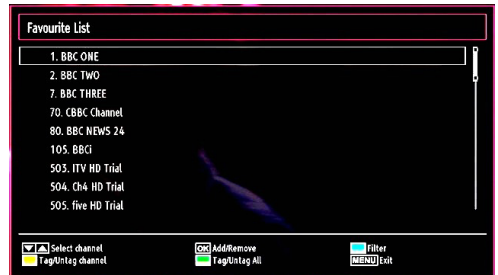 Favourite List
1. BBC ONE
2. BBC TWO
7. BBC THREE
70. CBBC Channel
80. BBC NEWS 24
105. BBCi
503. ITV HD Trial
504. Ch4 HD Trial
505. five HD Trial
Select channel OK Add/Remove Filter
Tag/Untag channel Tag/Untag All MENU Exit